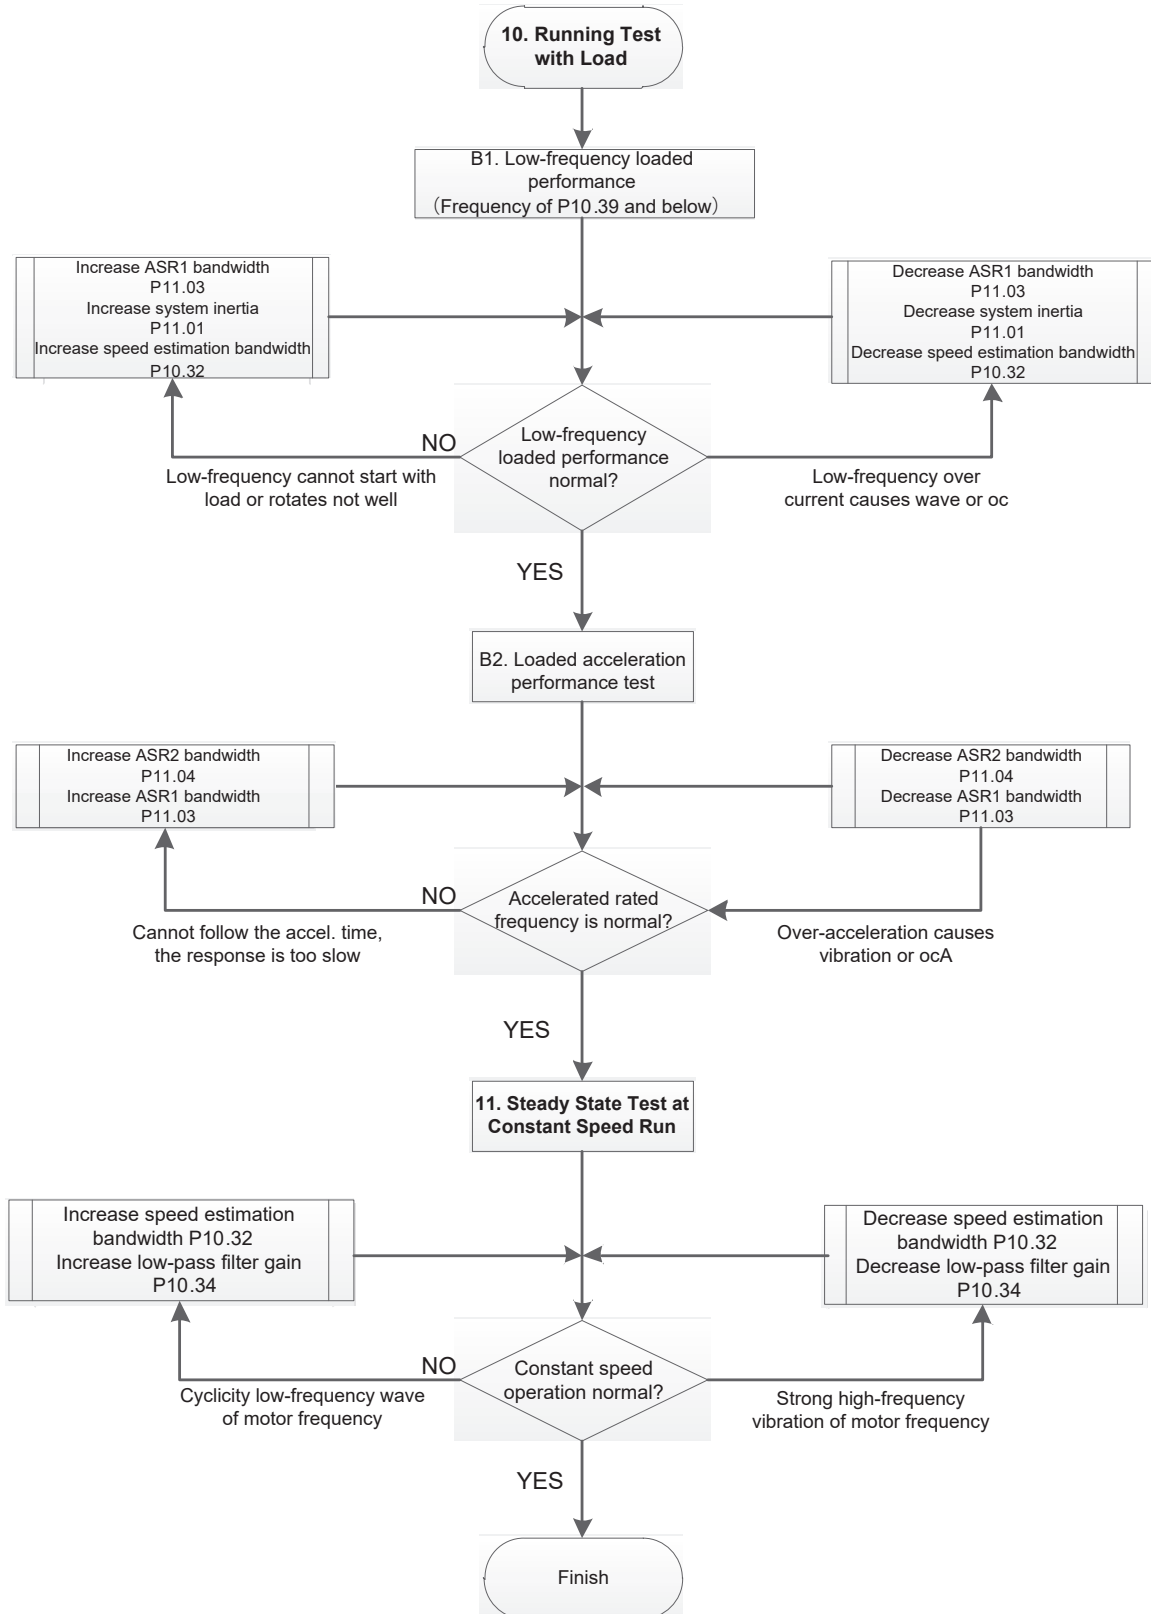 10. Running Test
with Load
B1. Low-frequency loaded
performance
（Frequency of P10.39 and below）
Increase ASR1 bandwidth
P11.03
Increase system inertia
P11.01
Increase speed estimation bandwidth
P10.32
Decrease ASR1 bandwidth
P11.03
Decrease system inertia
P11.01
Decrease speed estimation bandwidth
P10.32
NO
Low-frequency
loaded performance
normal?
Low-frequency cannot start with
load or rotates not well
Low-frequency over
current causes wave or oc
YES
B2. Loaded acceleration
performance test
Increase ASR2 bandwidth
P11.04
Increase ASR1 bandwidth
P11.03
Decrease ASR2 bandwidth
P11.04
Decrease ASR1 bandwidth
P11.03
NO
Accelerated rated
frequency is normal?
Cannot follow the accel. time,
the response is too slow
Over-acceleration causes
vibration or ocA
YES
11. Steady State Test at
Constant Speed Run
Increase speed estimation
bandwidth P10.32
Increase low-pass filter gain
P10.34
Decrease speed estimation
bandwidth P10.32
Decrease low-pass filter gain
P10.34
NO
Constant speed
operation normal?
Cyclicity low-frequency wave
of motor frequency
Strong high-frequency
vibration of motor frequency
YES
Finish